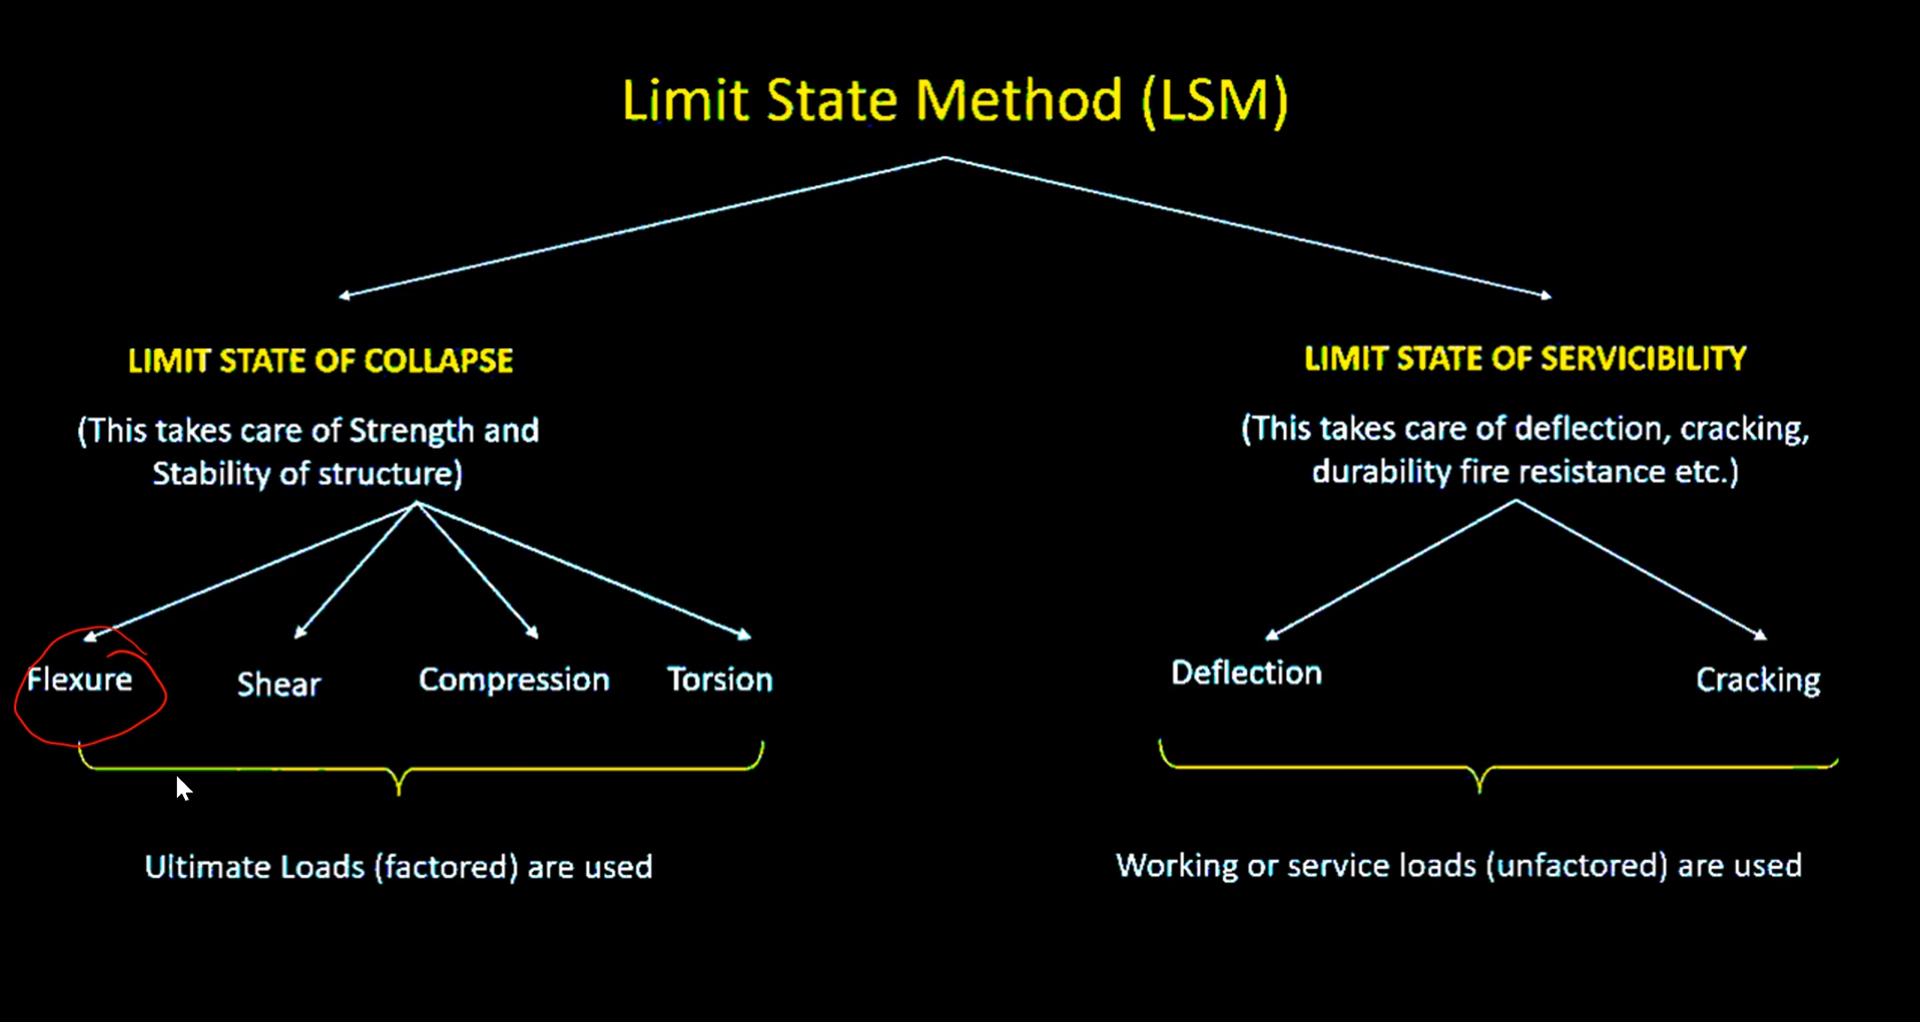 Limit State Method (LSM)
LIMIT STATE OF COLLAPSE
(This takes care of Strength and
Stability of structure)
Flexure
Shear
Compression
Torsion
Ultimate Loads (factored) are used
LIMIT STATE OF SERVICIBILITY
(This takes care of deflection, cracking,
durability fire resistance etc.)
Deflection
Cracking
Working or service loads (unfactored) are used